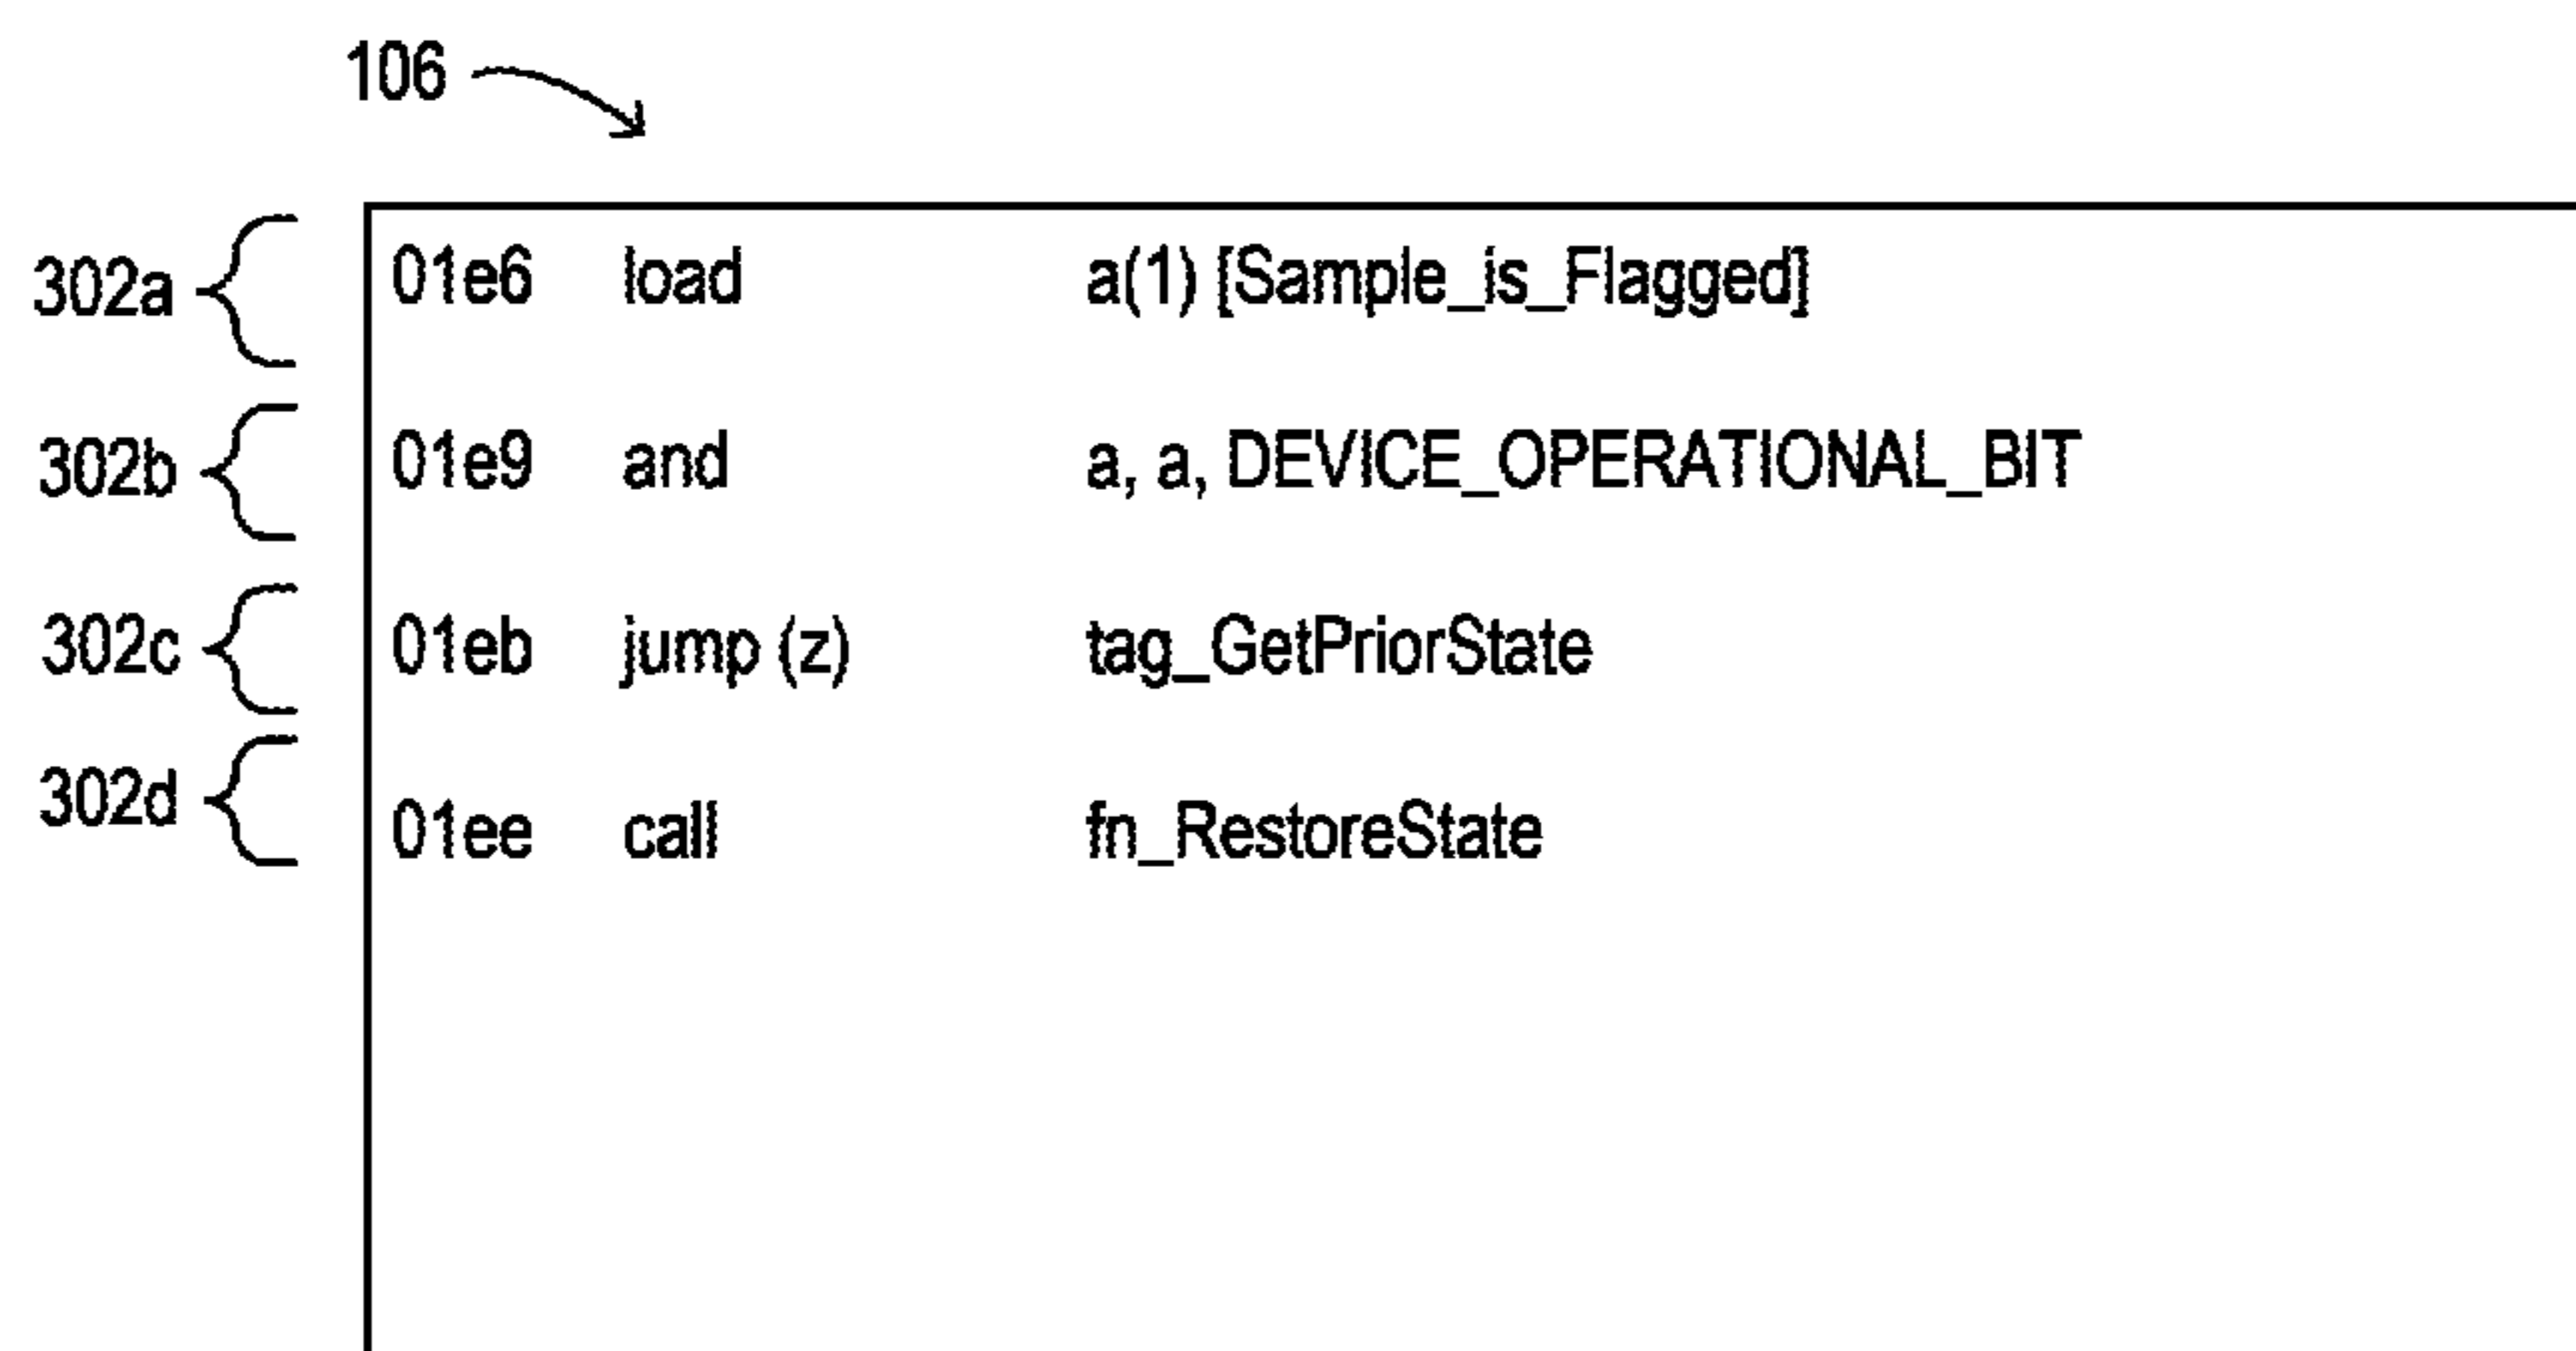 106
302a 01e6 load a(1) [Sample_is_Flagged]
302b 01e9 and a, a, DEVICE_OPERATIONAL_BIT
302c 01eb jump (z) tag_GetPriorState
302d 01ee call fn_RestoreState